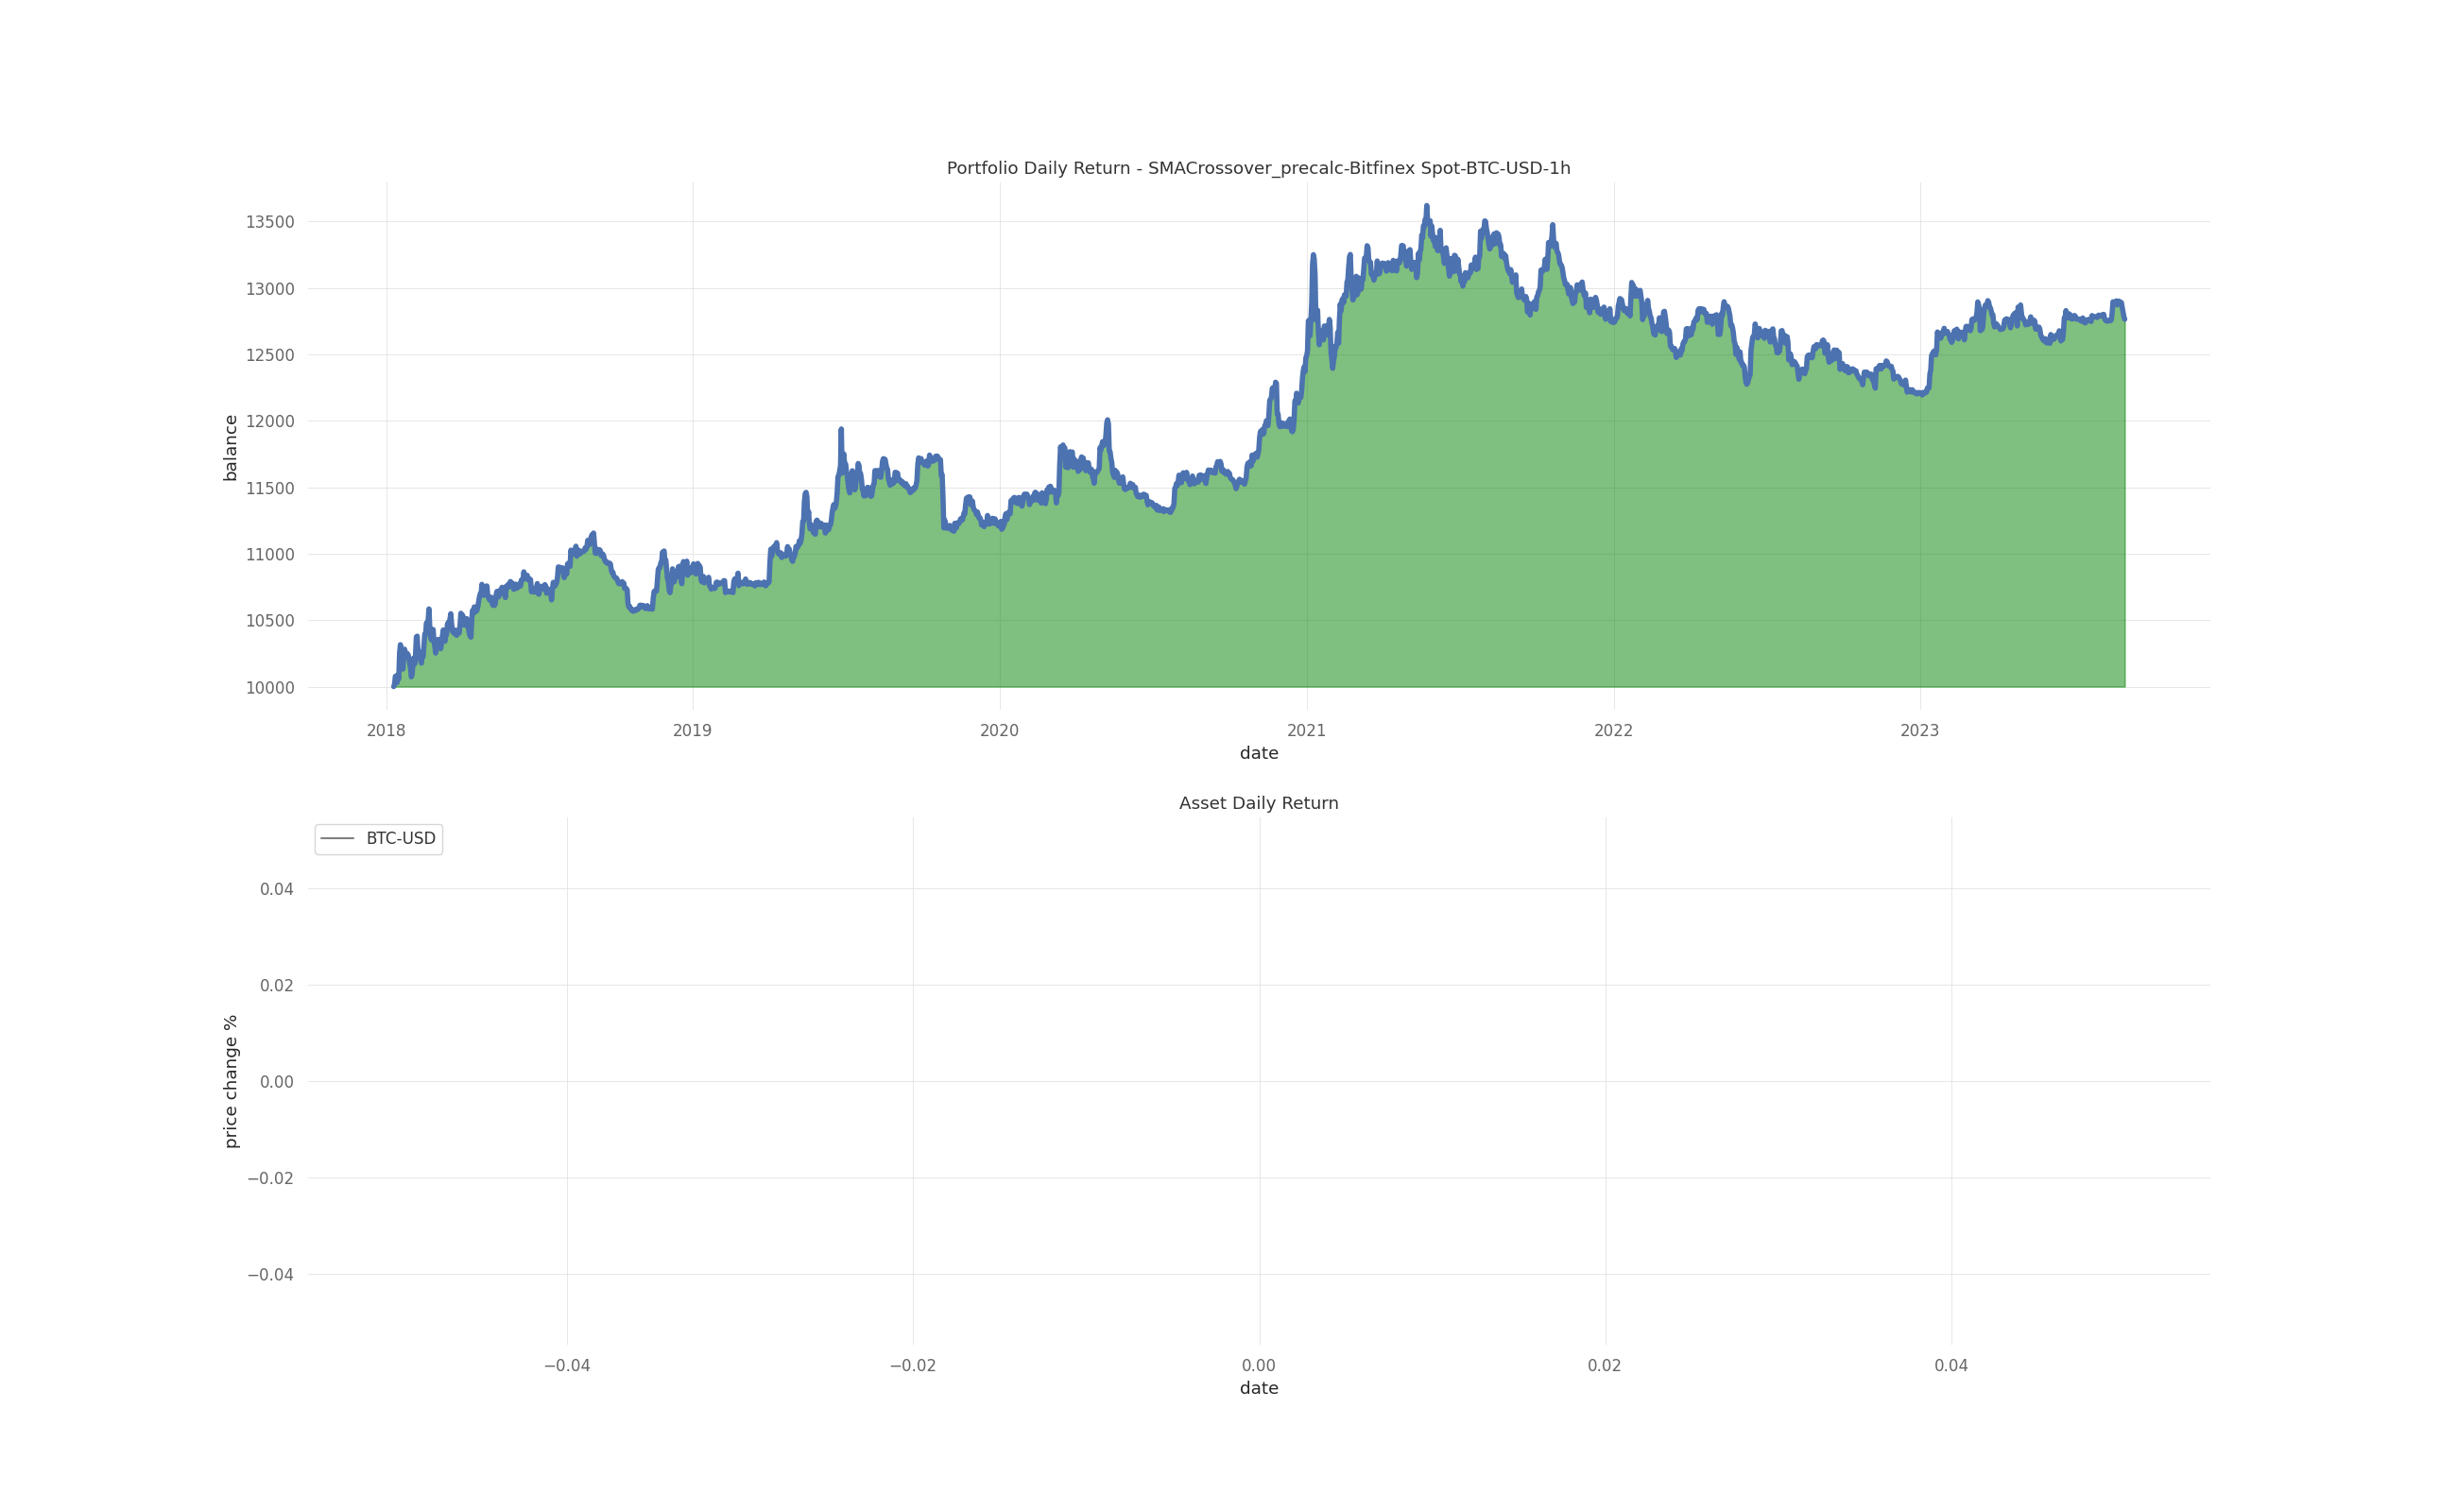 Portfolio Daily Return - SMACrossover_precalc-Bitfinex Spot-BTC-USD-1h
13500
13000
12500
12000
11500
11000
10500
10000
balance
2018 2019 2020 2021 2022 2023
date
Asset Daily Return
BTC-USD
0.04
0.02
0.00
−0.02
−0.04
price change %
−0.04 −0.02 0.00 0.02 0.04
date